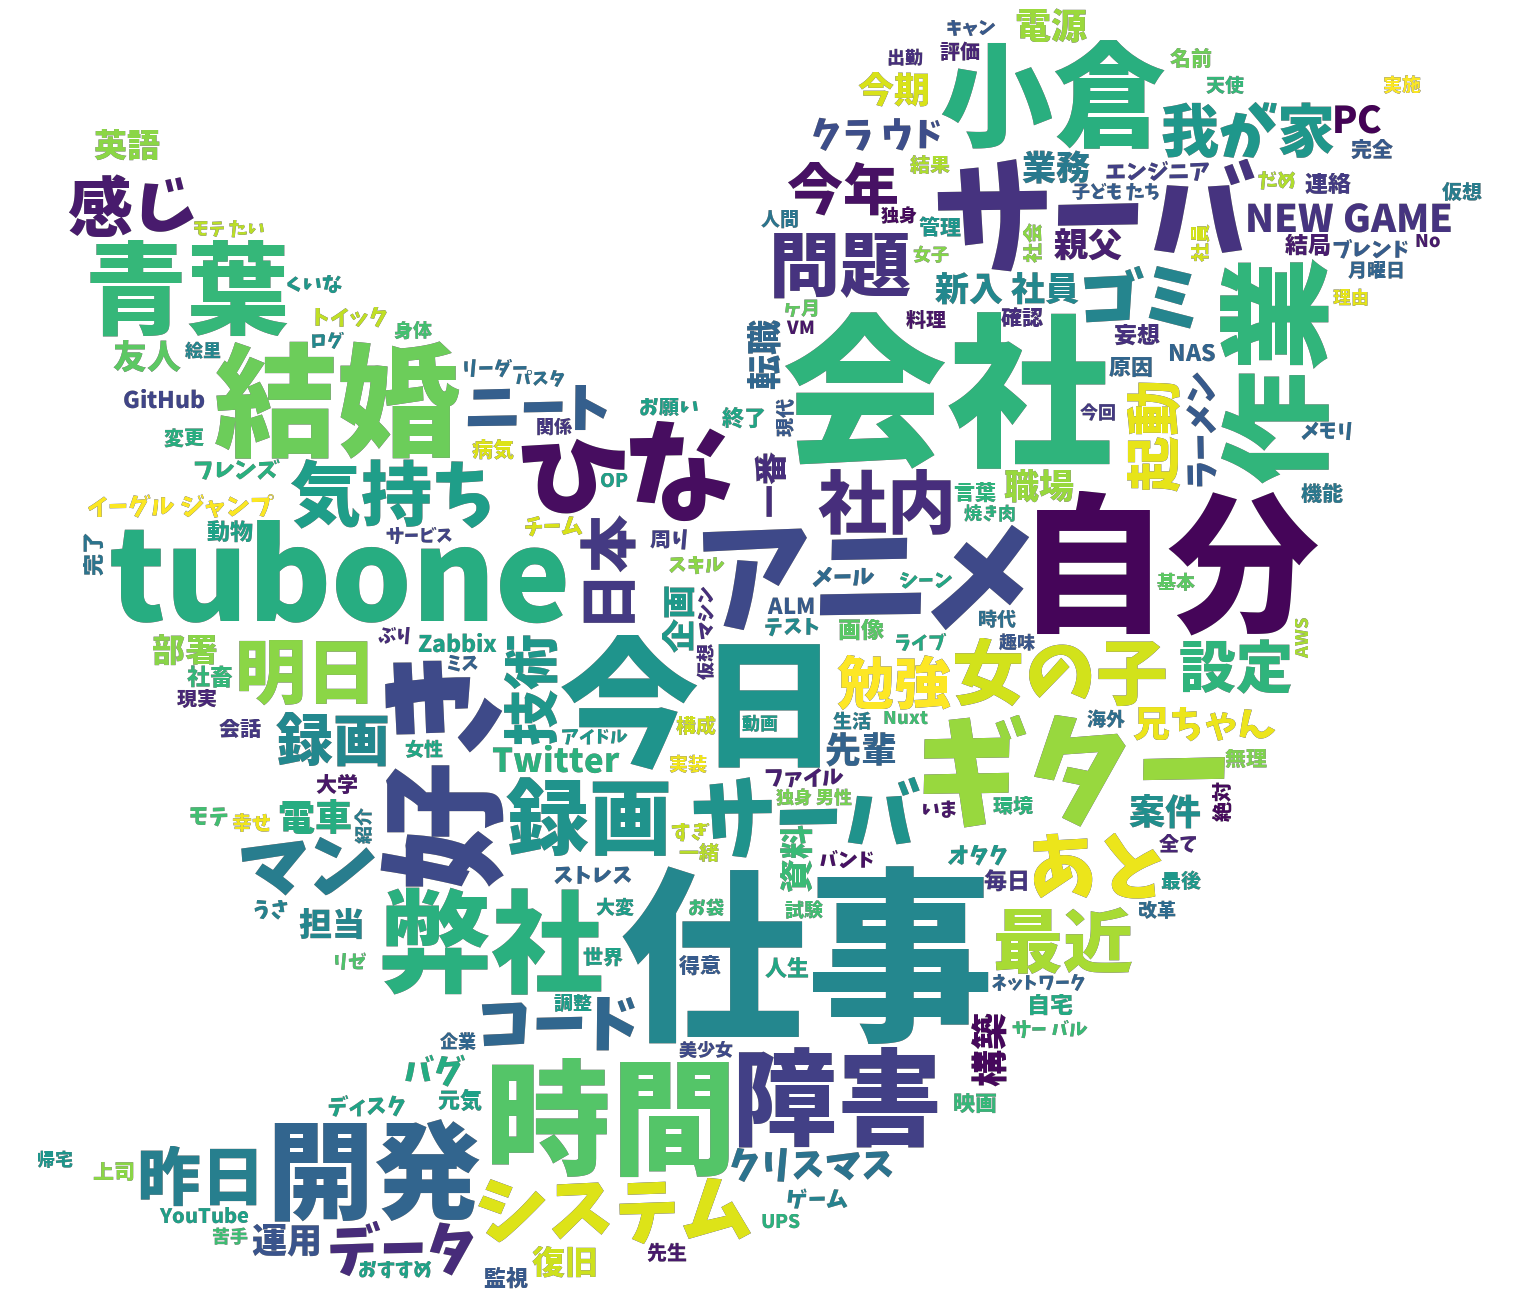 キャン
電源
出勤
評価
小倉
名前
今期
天使
実施
クラウド
我が家
PC
英語
結果
業務
エンジニア
完全
感じ
今年
サーバ
子どもたち
だめ
連絡
仮想
モテたい
人間
独身
管理
社会
親父
社員
NEW GAME
結局
ブレンド
No
青葉
くいな
問題
女子
新入 社員
ゴミ
月曜日
トイック
ログ
身体
ヶ月
VM
料理
確認
妄想
理由
友人
絵里
結婚
リーダー
パスタ
転職
会社
原因
NAS
作業
GitHub
ニート
関係
お願い
終了
現代
今回
起動
ラーメン
メモリ
変更
フレンズ
気持ち
病気
ひな
OP
一番
社内
言葉
職場
焼き肉
機能
イーグル ジャンプ
動物
完了
サービス
チーム
日本
周り
アニメ
自分
tubone
スキル
メール
シーン
基本
企画
仮想 マシン
ALM
テスト
画像
時代
ライブ
趣味
AWS
部署
社畜
現実
明日
ぶり
Zabbix
ミス
技術
今日
勉強
女の子
設定
会話
録画
女性
好き
アイドル
Twitter
構成
動画
実装
生活
Nuxt
先輩
ギター
海外
兄ちゃん
無理
大学
ファイル
独身 男性
モテ
幸せ
電車
紹介
録画
サーバ
いま
環境
案件
絶対
マン
すぎ
一緒
資料
バンド
オタク
あと
全て
うさ
担当
ストレス
大変
お袋
試験
毎日
最後
改革
リゼ
弊社
世界
仕事
得意
人生
最近
調整
コード
企業
美少女
ネットワーク
自宅
サーバル
構築
バグ
元気
時間
障害
映画
ディスク
帰宅
上司
昨日
開発
クリスマス
YouTube
システム
ゲーム
UPS
苦手
運用
データ
おすすめ
復旧
先生
監視